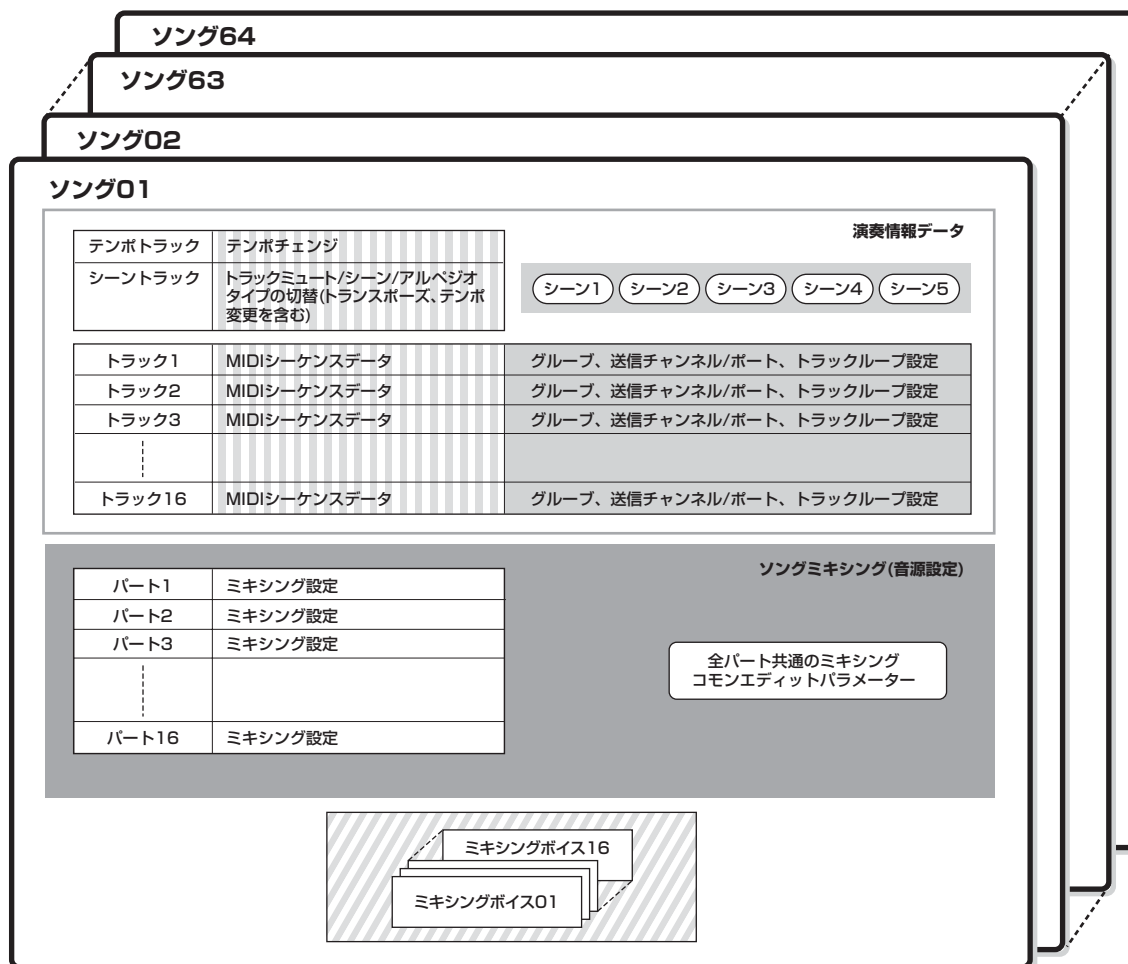 ソング64
ソング63
ソング02
ソング01
演奏情報データ
テンポトラック テンポチェンジ
シーントラック トラックミュート/シーン/アルペジオ
タイプの切替(トランスポーズ、テンポ
変更を含む)
シーン1 シーン2 シーン3 シーン4 シーン5
トラック1 MIDIシーケンスデータ グルーブ、送信チャンネル/ポート、トラックループ設定
トラック2 MIDIシーケンスデータ グルーブ、送信チャンネル/ポート、トラックループ設定
トラック3 MIDIシーケンスデータ グルーブ、送信チャンネル/ポート、トラックループ設定
トラック16 MIDIシーケンスデータ グルーブ、送信チャンネル/ポート、トラックループ設定
ソングミキシング(音源設定)
パート1 ミキシング設定
パート2 ミキシング設定
パート3 ミキシング設定
パート16 ミキシング設定
全パート共通のミキシング
コモンエディットパラメーター
ミキシングボイス16
ミキシングボイス01